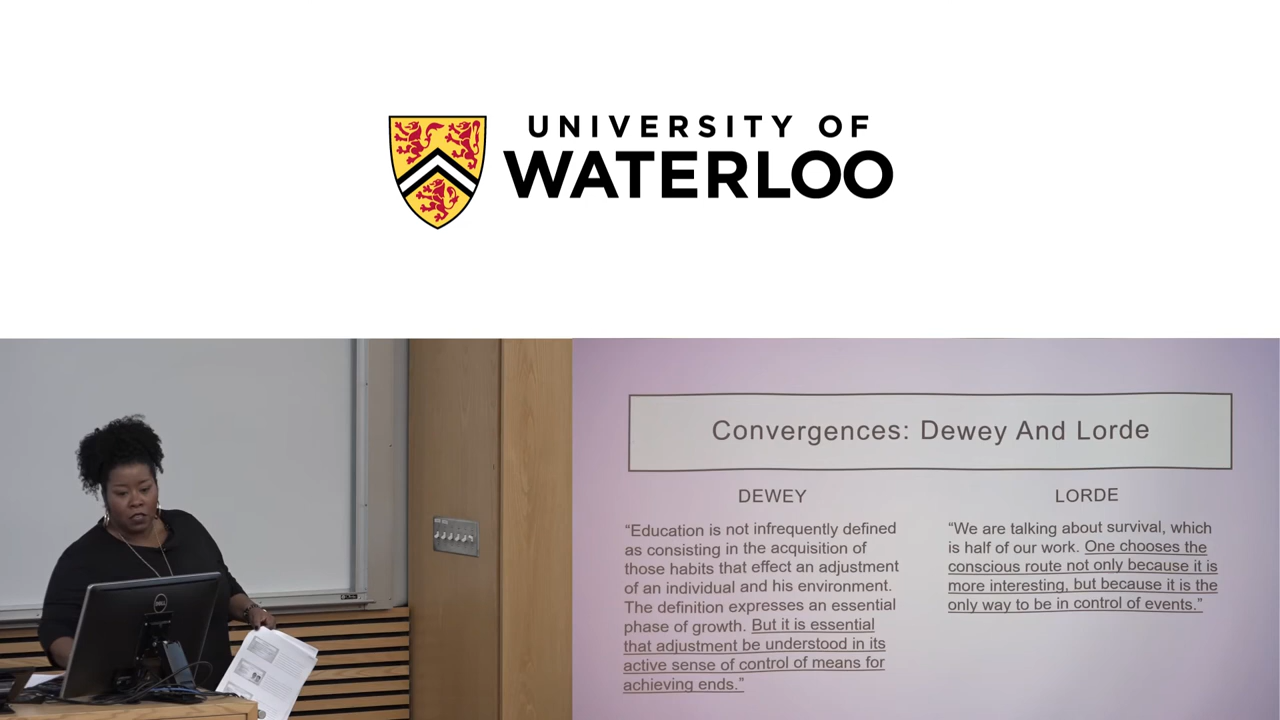 UNIVERSITY OF
WATERLOO
Convergences: Dewey And Lorde
DEWEY
“Education is not infrequently defined
as consisting in the acquisition of
those habits that effect an adjustment
of an individual and his environment.
The definition expresses an essential
phase of growth. But it is essential
that adjustment be understood in its
active sense of control of means for
achieving ends.”
LORDE
“We are talking about survival, which
is half of our work. One chooses the
conscious route not only because it is
more interesting, but because it is the
only way to be in control of events.”
DELL